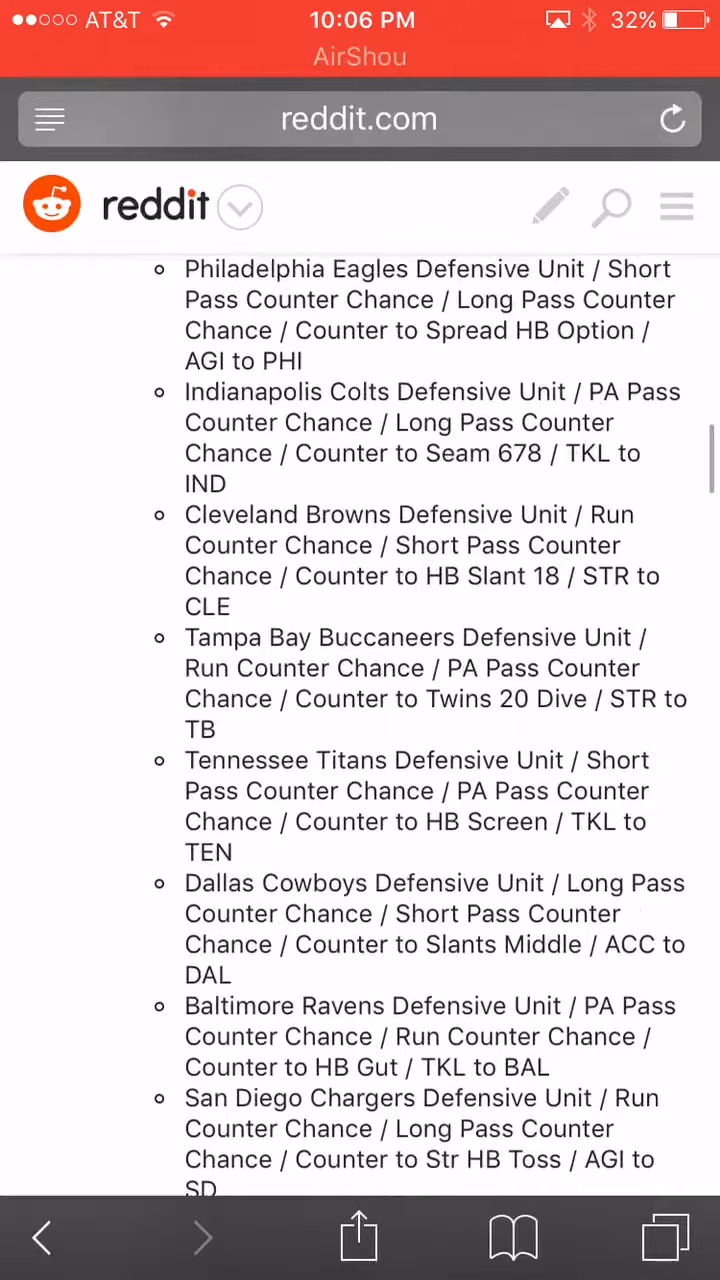 AT&T 10:06 PM 32%
AirShou
reddit.com
reddit
Philadelphia Eagles Defensive Unit / Short
Pass Counter Chance / Long Pass Counter
Chance / Counter to Spread HB Option /
AGI to PHI
Indianapolis Colts Defensive Unit / PA Pass
Counter Chance / Long Pass Counter
Chance / Counter to Seam 678 / TKL to
IND
Cleveland Browns Defensive Unit / Run
Counter Chance / Short Pass Counter
Chance / Counter to HB Slant 18 / STR to
CLE
Tampa Bay Buccaneers Defensive Unit /
Run Counter Chance / PA Pass Counter
Chance / Counter to Twins 20 Dive / STR to
TB
Tennessee Titans Defensive Unit / Short
Pass Counter Chance / PA Pass Counter
Chance / Counter to HB Screen / TKL to
TEN
Dallas Cowboys Defensive Unit / Long Pass
Counter Chance / Short Pass Counter
Chance / Counter to Slants Middle / ACC to
DAL
Baltimore Ravens Defensive Unit / PA Pass
Counter Chance / Run Counter Chance /
Counter to HB Gut / TKL to BAL
San Diego Chargers Defensive Unit / Run
Counter Chance / Long Pass Counter
Chance / Counter to Str HB Toss / AGI to
SD